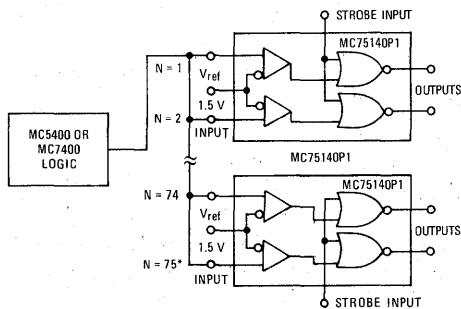 STROBE INPUT
MC75140P1
N = 1
Vref
1.5 V
N = 2
INPUT
OUTPUTS
MC5400 OR
MC7400
LOGIC
MC75140P1
MC75140P1
N = 74
Vref
1.5 V
N = 75*
INPUT
OUTPUTS
STROBE INPUT